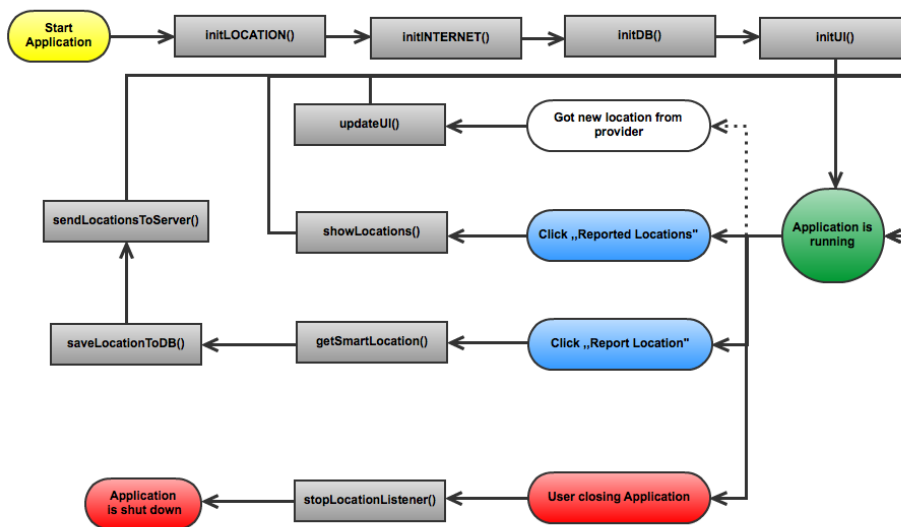 Start
Application
initLOCATION()
initINTERNET()
initDB()
initUI()
updateUI()
Got new location from
provider
sendLocationsToServer()
showLocations()
Click ,,Reported Locations"
Application is
running
saveLocationToDB()
getSmartLocation()
Click ,,Report Location"
Application
is shut down
stopLocationListener()
User closing Application